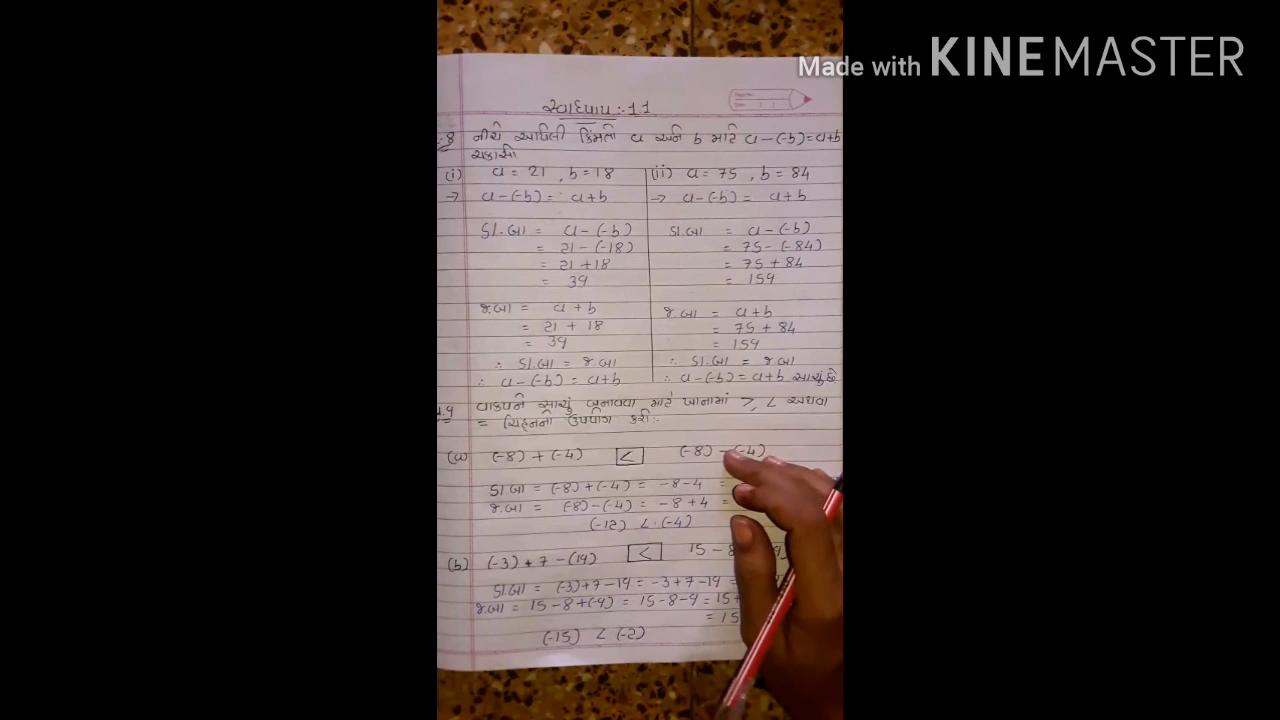 Made with KINEMASTER
સ્વાધ્યાય:-1.1
નીચે આપેલી કિંમતો a અને b માટે a-(-b)=a+b
ચકાસો
(i) a = 21 , b = 18
→ a-(-b) = a+b
ડા.બા = a-(-b)
= 21-(-18)
= 21+18
= 39
જ.બા = a+b
= 21 + 18
= 39
∴ ડા.બા = જ.બા
∴ a-(-b) = a+b
(ii) a = 75 , b = 84
→ a-(-b) = a+b
ડા.બા = a-(-b)
= 75-(-84)
= 75 + 84
= 159
જ.બા = a+b
= 75 + 84
= 159
∴ ડા.બા = જ.બા
∴ a-(-b) = a+b સાચું છે
વાક્યને સાચું બનાવવા માટે ખાનામાં >, < અથવા
= ચિહ્નનો ઉપયોગ કરો:-
(a) (-8) + (-4) < (-8) - (-4)
ડા.બા = (-8)+(-4) = -8-4 =
જ.બા = (-8)-(-4) = -8+4 =
(-12) < (-4)
(b) (-3) + 7 - (19) < 15 - 8
ડા.બા = (-3)+7-19 = -3+7-19 =
જ.બા = 15-8+(-9) = 15-8-9 = 15+
= 15
(-15) < (-2)